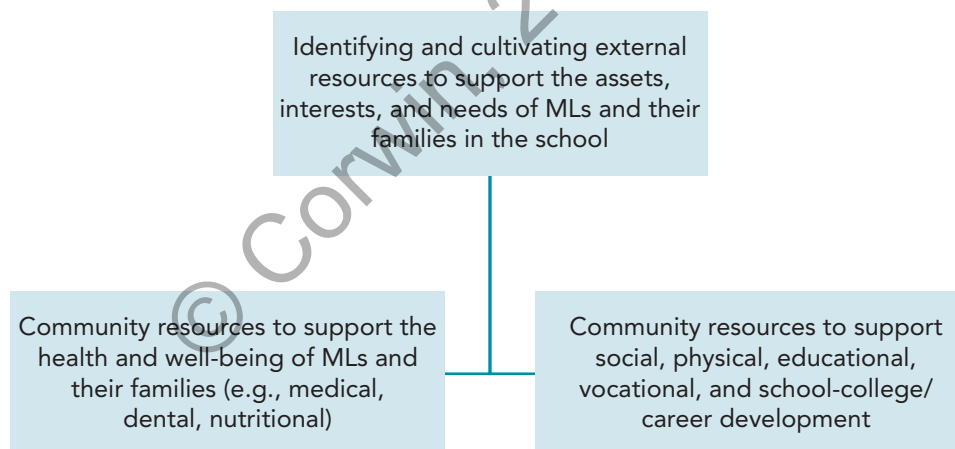 Identifying and cultivating external
resources to support the assets,
interests, and needs of MLs and their
families in the school
Community resources to support the
health and well-being of MLs and
their families (e.g., medical,
dental, nutritional)
Community resources to support
social, physical, educational,
vocational, and school-college/
career development
© Corwin, 2